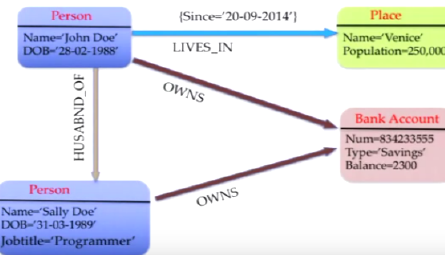 Person
Name='John Doe'
DOB='28-02-1988'
{Since='20-09-2014'}
LIVES_IN
Place
Name='Venice'
Population=250,000
HUSABND_OF
OWNS
Bank Account
Num=834233555
Type='Savings'
Balance=2300
Person
Name='Sally Doe'
DOB='31-03-1989'
Jobtitle='Programmer'
OWNS